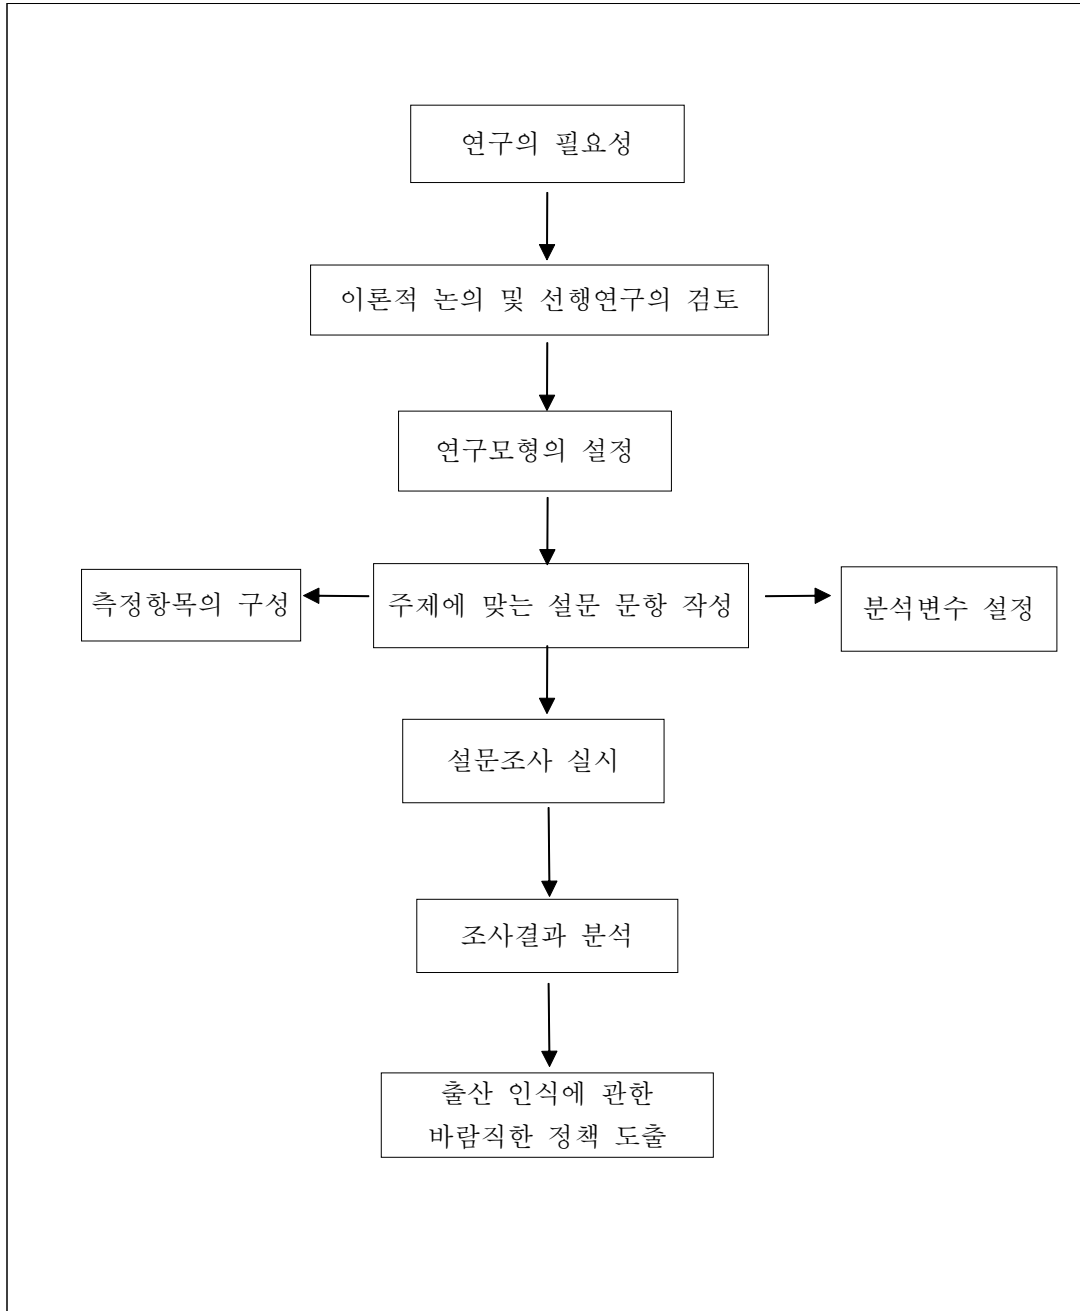 연구의 필요성
이론적 논의 및 선행연구의 검토
연구모형의 설정
측정항목의 구성
주제에 맞는 설문 문항 작성
분석변수 설정
설문조사 실시
조사결과 분석
출산 인식에 관한
바람직한 정책 도출